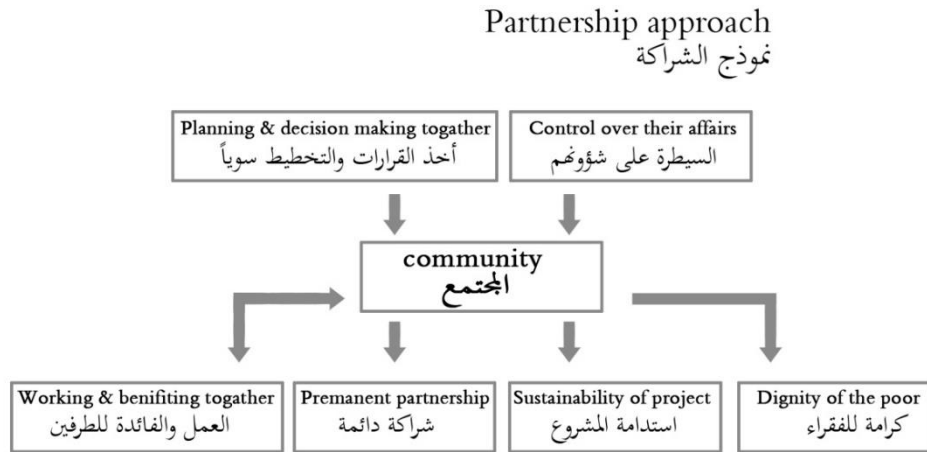 Partnership approach
نموذج الشراكة
Planning & decision making togather
أخذ القرارات والتخطيط سوياً
Control over their affairs
السيطرة على شؤونهم
community
المجتمع
Working & benifiting togather
العمل والفائدة للطرفين
Premanent partnership
شراكة دائمة
Sustainability of project
استدامة المشروع
Dignity of the poor
كرامة للفقراء